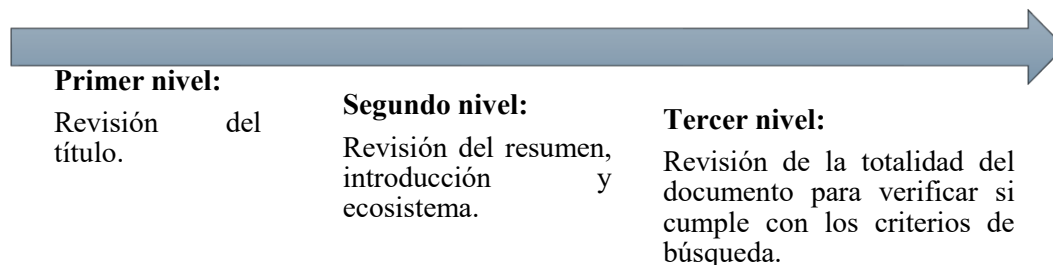 Primer nivel:
Revisión del
título.
Segundo nivel:
Revisión del resumen,
introducción y
ecosistema.
Tercer nivel:
Revisión de la totalidad del
documento para verificar si
cumple con los criterios de
búsqueda.